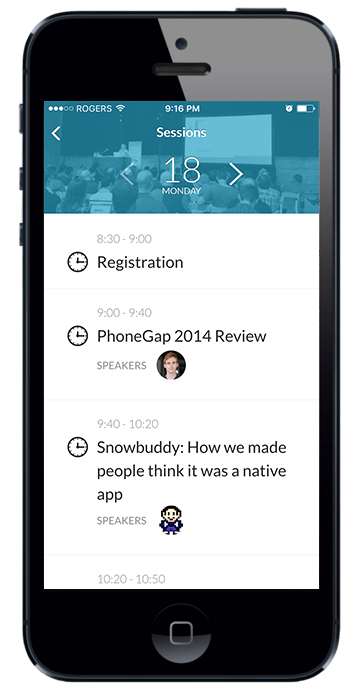 ROGERS 9:16 PM
Sessions
18
MONDAY
8:30 - 9:00
Registration
9:00 - 9:40
PhoneGap 2014 Review
SPEAKERS
9:40 - 10:20
Snowbuddy: How we made
people think it was a native
app
SPEAKERS
10:20 - 10:50